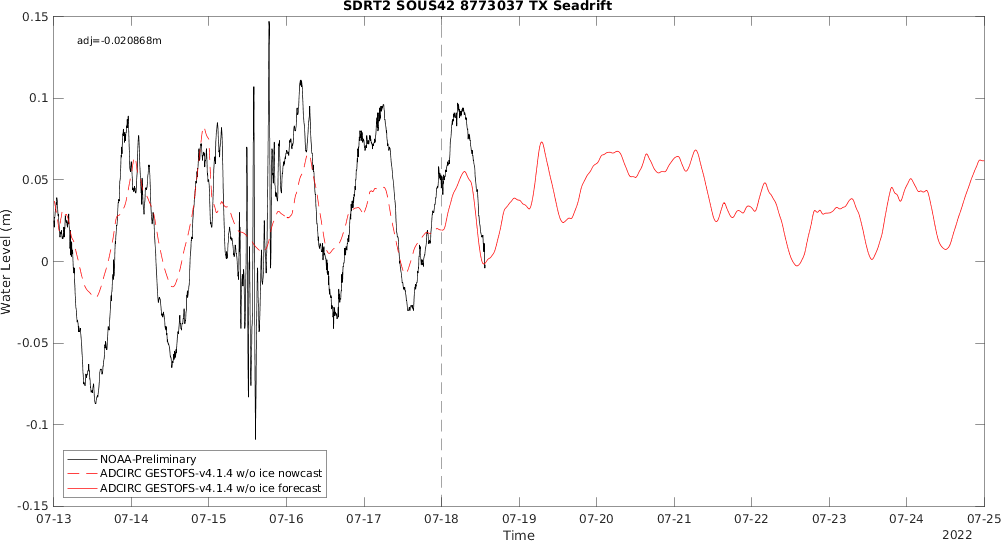 SDRT2 SOUS42 8773037 TX Seadrift
adj=-0.020868m
0.15
0.1
0.05
0
-0.05
-0.1
-0.15
Water Level (m)
NOAA-Preliminary
ADCIRC GESTOFS-v4.1.4 w/o ice nowcast
ADCIRC GESTOFS-v4.1.4 w/o ice forecast
07-13 07-14 07-15 07-16 07-17 07-18 07-19 07-20 07-21 07-22 07-23 07-24 07-25
Time
2022